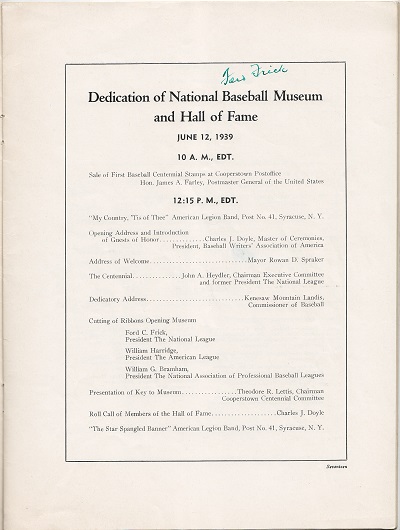 Ford Frick
Dedication of National Baseball Museum
and Hall of Fame
JUNE 12, 1939
10 A. M., EDT.
Sale of First Baseball Centennial Stamps at Cooperstown Postoffice
Hon. James A. Farley, Postmaster General of the United States
12:15 P. M., EDT.
"My Country, 'Tis of Thee" American Legion Band, Post No. 41, Syracuse, N. Y.
Opening Address and Introduction
of Guests of Honor..............Charles J. Doyle, Master of Ceremonies,
President, Baseball Writers' Association of America
Address of Welcome..............................Mayor Rowan D. Spraker
The Centennial...............John A. Heydler, Chairman Executive Committee
and former President The National League
Dedicatory Address..............................Kenesaw Mountain Landis,
Commissioner of Baseball
Cutting of Ribbons Opening Museum
Ford C. Frick,
President The National League
William Harridge,
President The American League
William G. Bramham,
President The National Association of Professional Baseball Leagues
Presentation of Key to Museum.................Theodore R. Lettis, Chairman
Cooperstown Centennial Committee
Roll Call of Members of the Hall of Fame....................Charles J. Doyle
"The Star Spangled Banner" American Legion Band, Post No. 41, Syracuse, N. Y.
Seventeen